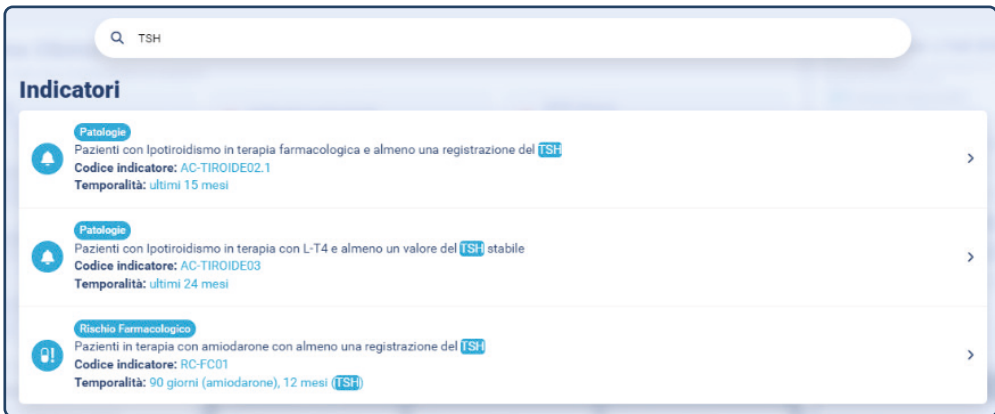 TSH
Indicatori
Patologie
Pazienti con Ipotiroidismo in terapia farmacologica e almeno una registrazione del TSH
Codice indicatore: AC-TIROIDE02.1
Temporalità: ultimi 15 mesi
Patologie
Pazienti con Ipotiroidismo in terapia con L-T4 e almeno un valore del TSH stabile
Codice indicatore: AC-TIROIDE03
Temporalità: ultimi 24 mesi
Rischio Farmacologico
Pazienti in terapia con amiodarone con almeno una registrazione del TSH
Codice indicatore: RC-FC01
Temporalità: 90 giorni (amiodarone), 12 mesi (TSH)